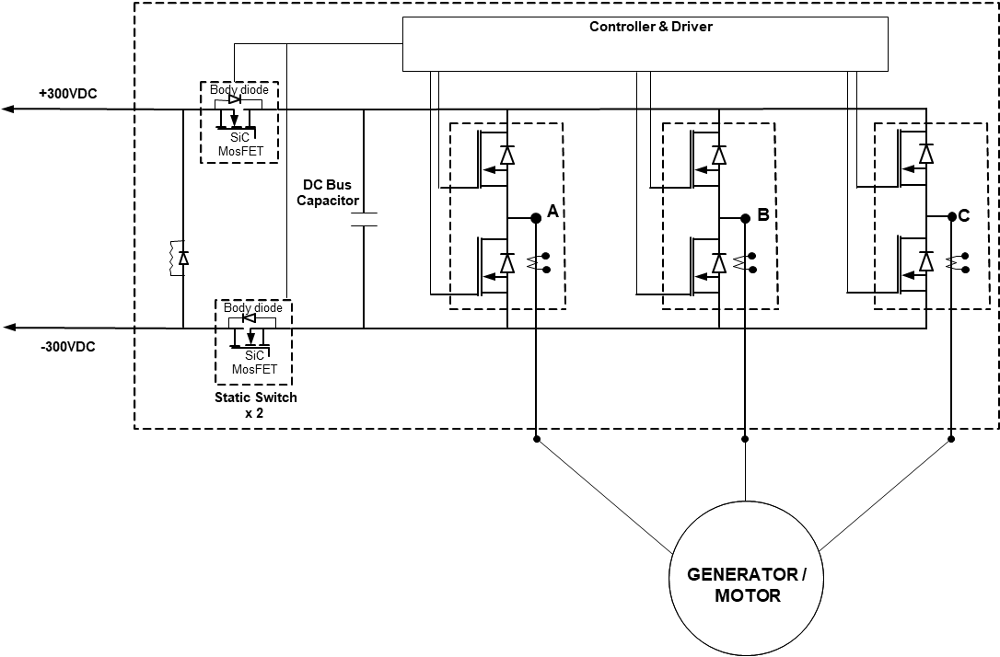 Controller & Driver
+300VDC
Body diode
SiC
MosFET
DC Bus
Capacitor
A
B
C
Body diode
-300VDC
SiC
MosFET
Static Switch
x 2
GENERATOR /
MOTOR